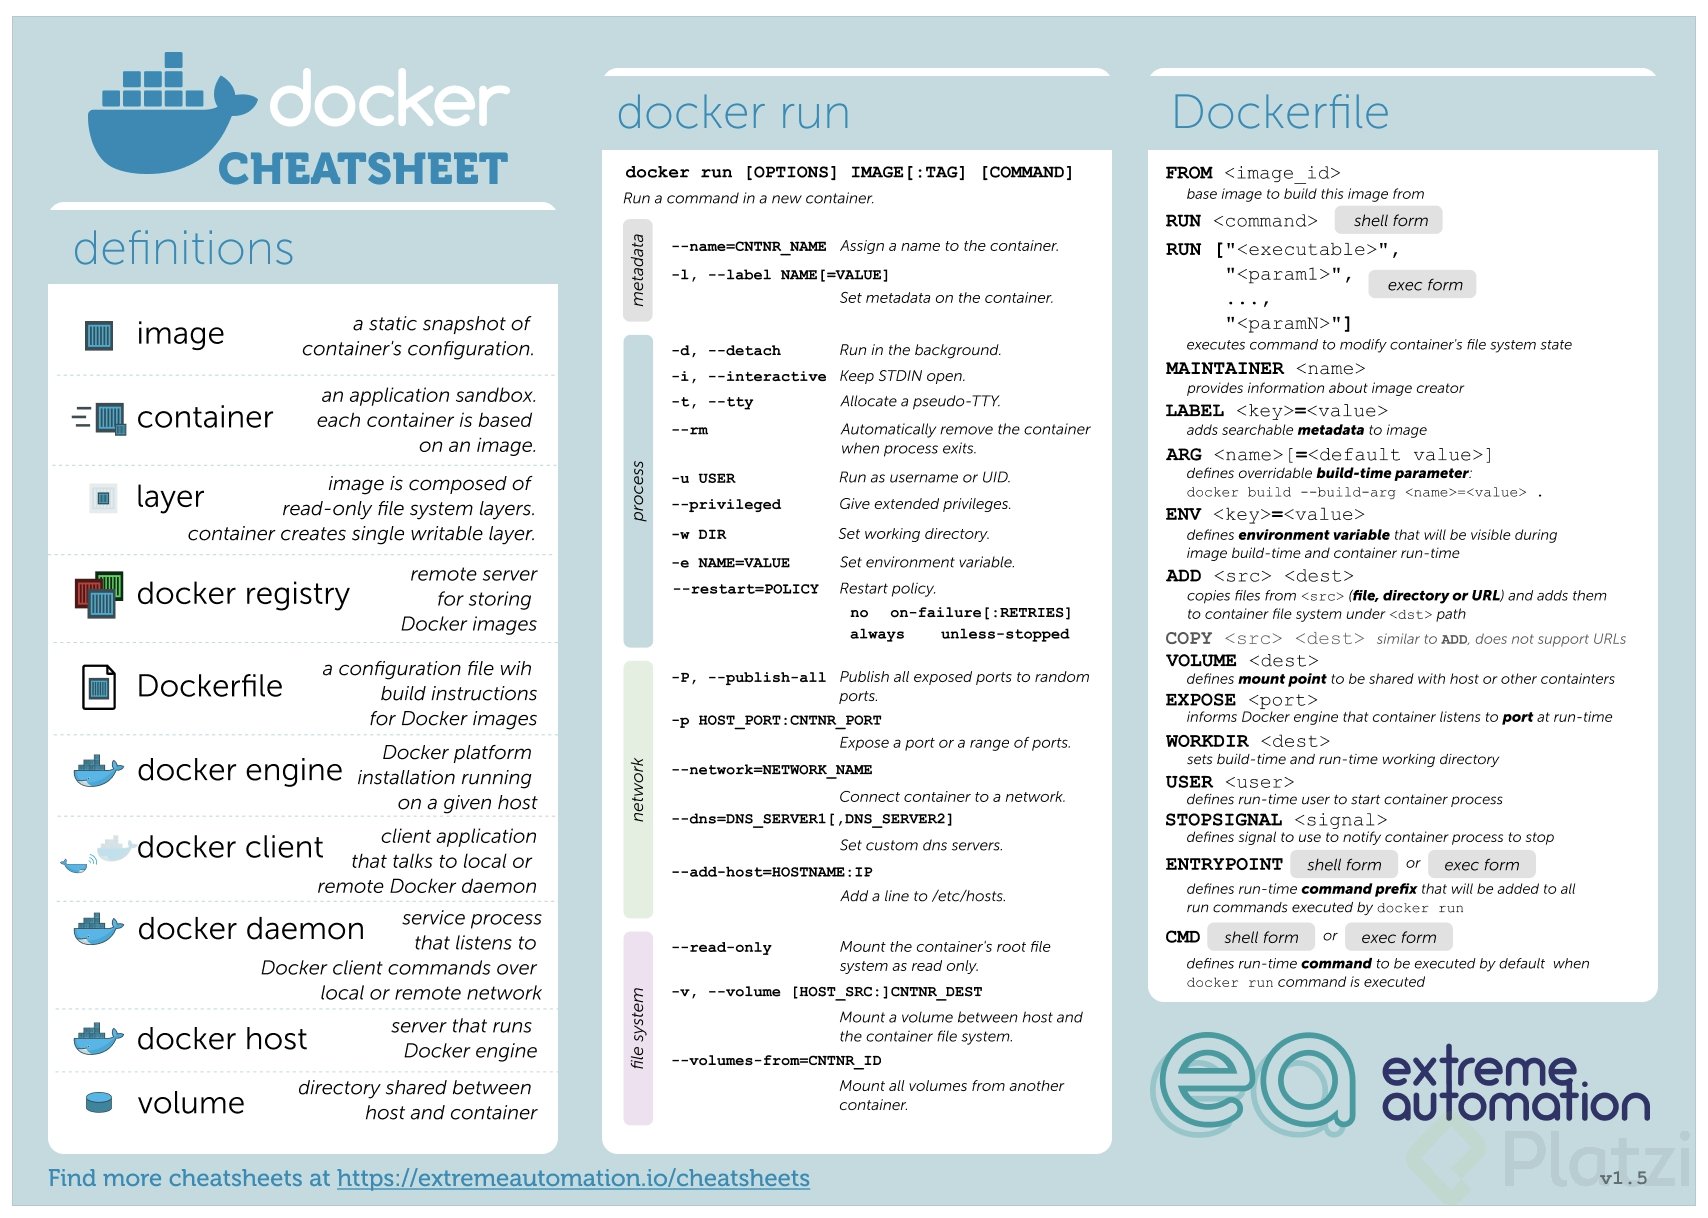 docker
CHEATSHEET
definitions
image
a static snapshot of
container's configuration.
container
an application sandbox.
each container is based
on an image.
layer
image is composed of
read-only file system layers.
container creates single writable layer.
docker registry
remote server
for storing
Docker images
Dockerfile
a configuration file wih
build instructions
for Docker images
docker engine
Docker platform
installation running
on a given host
docker client
client application
that talks to local or
remote Docker daemon
docker daemon
service process
that listens to
Docker client commands over
local or remote network
docker host
server that runs
Docker engine
volume
directory shared between
host and container
Find more cheatsheets at https://extremeautomation.io/cheatsheets
docker run
docker run [OPTIONS] IMAGE[:TAG] [COMMAND]
Run a command in a new container.
metadata
--name=CNTNR_NAME Assign a name to the container.
-l, --label NAME[=VALUE]
Set metadata on the container.
process
-d, --detach Run in the background.
-i, --interactive Keep STDIN open.
-t, --tty Allocate a pseudo-TTY.
--rm Automatically remove the container
when process exits.
-u USER Run as username or UID.
--privileged Give extended privileges.
-w DIR Set working directory.
-e NAME=VALUE Set environment variable.
--restart=POLICY Restart policy.
no on-failure[:RETRIES]
always unless-stopped
network
-P, --publish-all Publish all exposed ports to random
ports.
-p HOST_PORT:CNTNR_PORT
Expose a port or a range of ports.
--network=NETWORK_NAME
Connect container to a network.
--dns=DNS_SERVER1[,DNS_SERVER2]
Set custom dns servers.
--add-host=HOSTNAME:IP
Add a line to /etc/hosts.
file system
--read-only Mount the container's root file
system as read only.
-v, --volume [HOST_SRC:]CNTNR_DEST
Mount a volume between host and
the container file system.
--volumes-from=CNTNR_ID
Mount all volumes from another
container.
Dockerfile
FROM <image_id>
base image to build this image from
RUN <command> shell form
RUN ["<executable>",
"<param1>",
exec form
...,
"<paramN>"]
executes command to modify container's file system state
MAINTAINER <name>
provides information about image creator
LABEL <key>=<value>
adds searchable metadata to image
ARG <name>[=<default value>]
defines overridable build-time parameter:
docker build --build-arg <name>=<value> .
ENV <key>=<value>
defines environment variable that will be visible during
image build-time and container run-time
ADD <src> <dest>
copies files from <src> (file, directory or URL) and adds them
to container file system under <dst> path
COPY <src> <dest> similar to ADD, does not support URLs
VOLUME <dest>
defines mount point to be shared with host or other containters
EXPOSE <port>
informs Docker engine that container listens to port at run-time
WORKDIR <dest>
sets build-time and run-time working directory
USER <user>
defines run-time user to start container process
STOPSIGNAL <signal>
defines signal to use to notify container process to stop
ENTRYPOINT shell form or exec form
defines run-time command prefix that will be added to all
run commands executed by docker run
CMD shell form or exec form
defines run-time command to be executed by default when
docker run command is executed
ea
extreme
automation
Platzi
v1.5